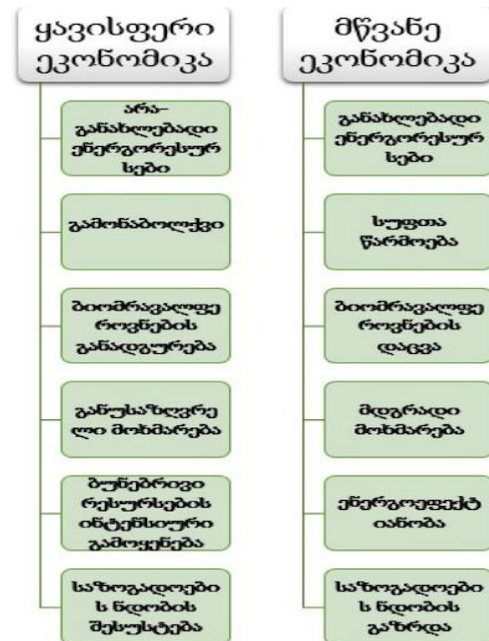 ყავისფერი
ეკონომიკა
არა-
განახლებადი
ენერგორესურ
სები
გამონაბოლქვი
ბიომრავალფე
როვნების
განადგურება
განუსაზღვრე
ლი მოხმარება
ბუნებრივი
რესურსების
ინტენსიური
გამოყენება
საზოგადოები
ს ნდობის
შესუსტება
მწვანე
ეკონომიკა
განახლებადი
ენერგორესურ
სები
სუფთა
წარმოება
ბიომრავალფე
როვნების
დაცვა
მდგრადი
მოხმარება
ენერგოეფექტ
იანობა
საზოგადოები
ს ნდობის
გაზრდა